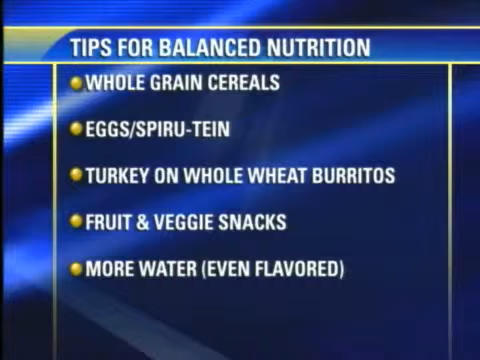 TIPS FOR BALANCED NUTRITION
WHOLE GRAIN CEREALS
EGGS/SPIRU-TEIN
TURKEY ON WHOLE WHEAT BURRITOS
FRUIT & VEGGIE SNACKS
MORE WATER (EVEN FLAVORED)